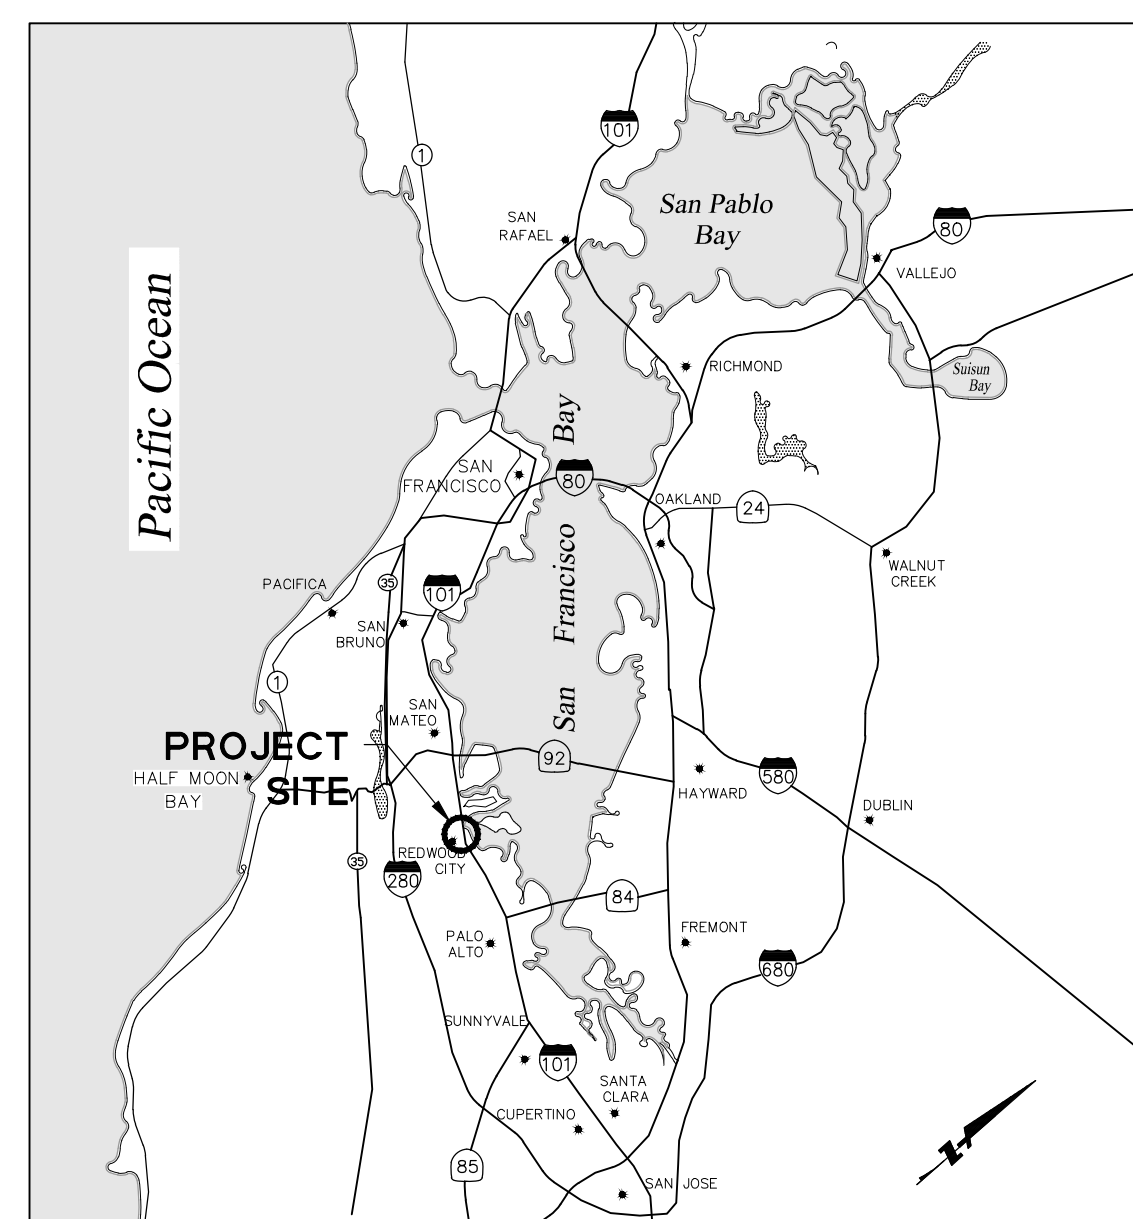 101
1
San Pablo
Bay
SAN
RAFAEL
80
VALLEJO
Pacific Ocean
RICHMOND
Suisun
Bay
San Francisco Bay
SAN
FRANCISCO
80
OAKLAND
24
WALNUT
CREEK
PACIFICA
35
101
SAN
BRUNO
1
SAN
MATEO
PROJECT
SITE
92
HALF MOON
BAY
580
HAYWARD
DUBLIN
REDWOOD
CITY
35
280
84
PALO
ALTO
FREMONT
680
SUNNYVALE
101
SANTA
CLARA
CUPERTINO
85
SAN JOSE
N